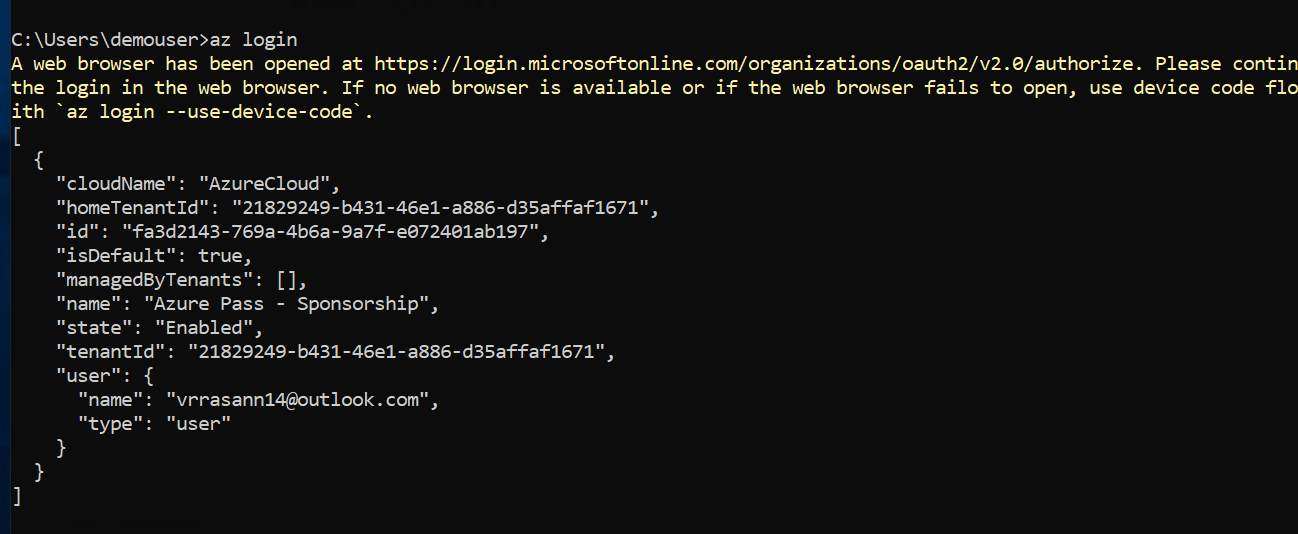 C:\Users\demouser>az login
A web browser has been opened at https://login.microsoftonline.com/organizations/oauth2/v2.0/authorize. Please contin
the login in the web browser. If no web browser is available or if the web browser fails to open, use device code flo
ith `az login --use-device-code`.
[
  {
    "cloudName": "AzureCloud",
    "homeTenantId": "21829249-b431-46e1-a886-d35affaf1671",
    "id": "fa3d2143-769a-4b6a-9a7f-e072401ab197",
    "isDefault": true,
    "managedByTenants": [],
    "name": "Azure Pass - Sponsorship",
    "state": "Enabled",
    "tenantId": "21829249-b431-46e1-a886-d35affaf1671",
    "user": {
      "name": "vrrasann14@outlook.com",
      "type": "user"
    }
  }
]